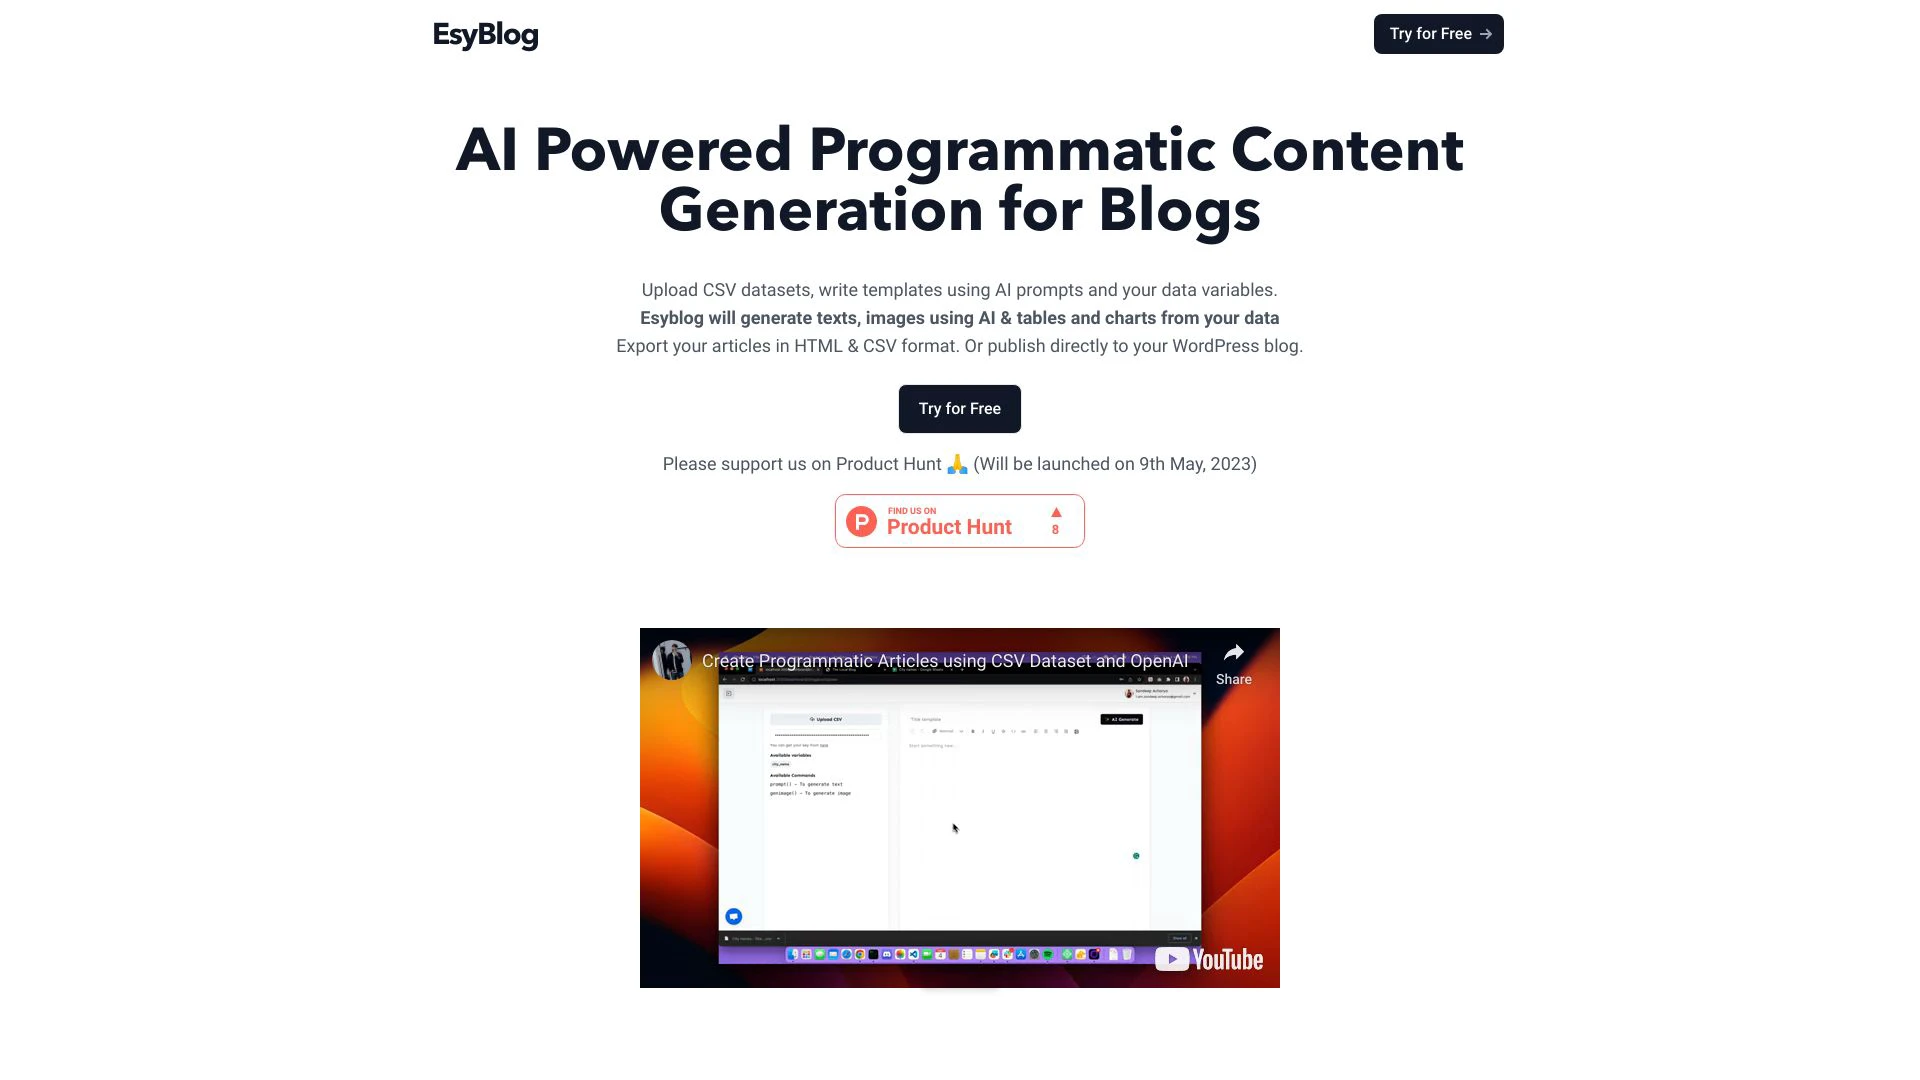 EsyBlog
Try for Free →
AI Powered Programmatic Content
Generation for Blogs
Upload CSV datasets, write templates using AI prompts and your data variables.
Esyblog will generate texts, images using AI & tables and charts from your data
Export your articles in HTML & CSV format. Or publish directly to your WordPress blog.
Try for Free
Please support us on Product Hunt 🙏 (Will be launched on 9th May, 2023)
FIND US ON
Product Hunt
▲
8
Create Programmatic Articles using CSV Dataset and OpenAI
Share
Sandeep Acharya
Upload CSV
Title template
AI Generate
You can get your key from here
Start something new...
Available variables
city_name
Available Commands
prompt() - To generate text
genimage() - To generate image
Show all
YouTube